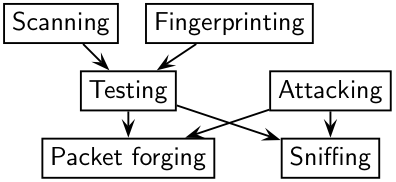 Scanning
Fingerprinting
Testing
Attacking
Packet forging
Sniffing